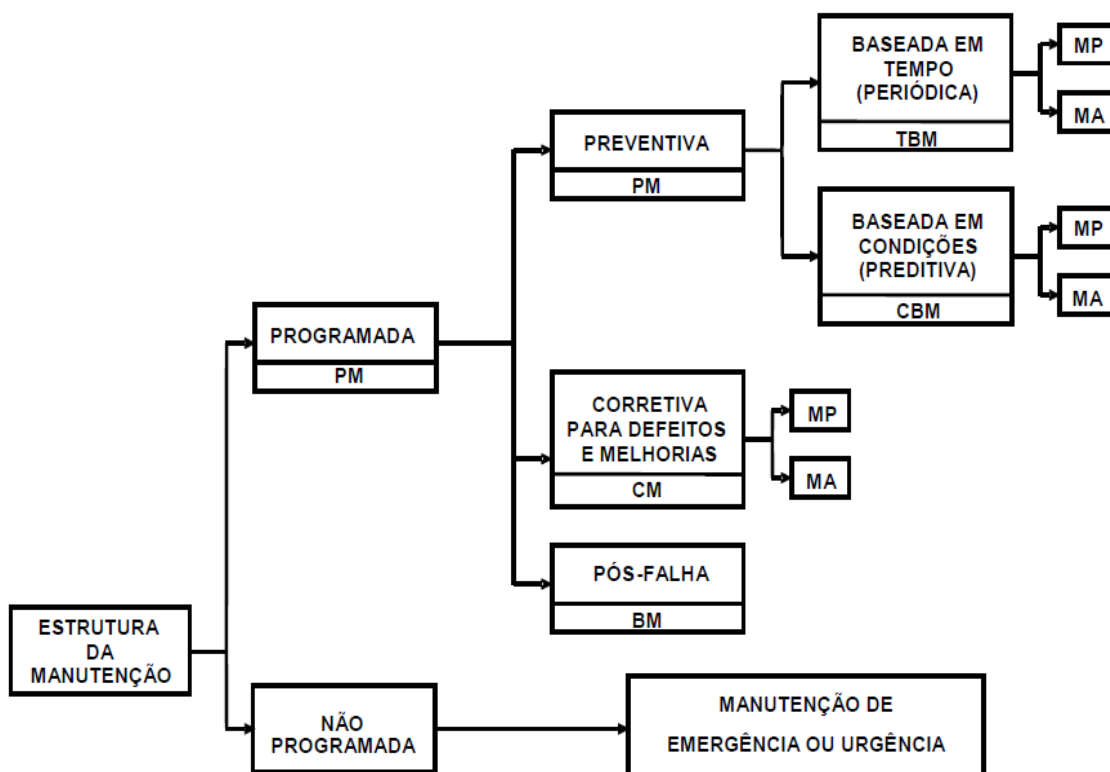 BASEADA EM
TEMPO
(PERIÓDICA)
TBM
MP
MA
PREVENTIVA
PM
BASEADA EM
CONDIÇÕES
(PREDITIVA)
CBM
MP
MA
PROGRAMADA
PM
CORRETIVA
PARA DEFEITOS
E MELHORIAS
CM
MP
MA
PÓS-FALHA
BM
ESTRUTURA
DA
MANUTENÇÃO
NÃO
PROGRAMADA
MANUTENÇÃO DE
EMERGÊNCIA OU URGÊNCIA